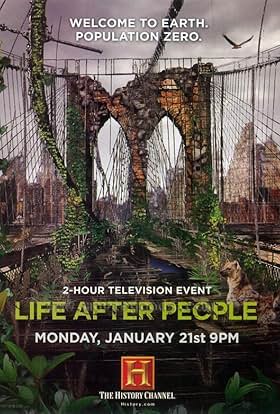 WELCOME TO EARTH.
POPULATION ZERO.
2-HOUR TELEVISION EVENT
LIFE AFTER PEOPLE
MONDAY, JANUARY 21st 9PM
H
THE HISTORY CHANNEL
History.com